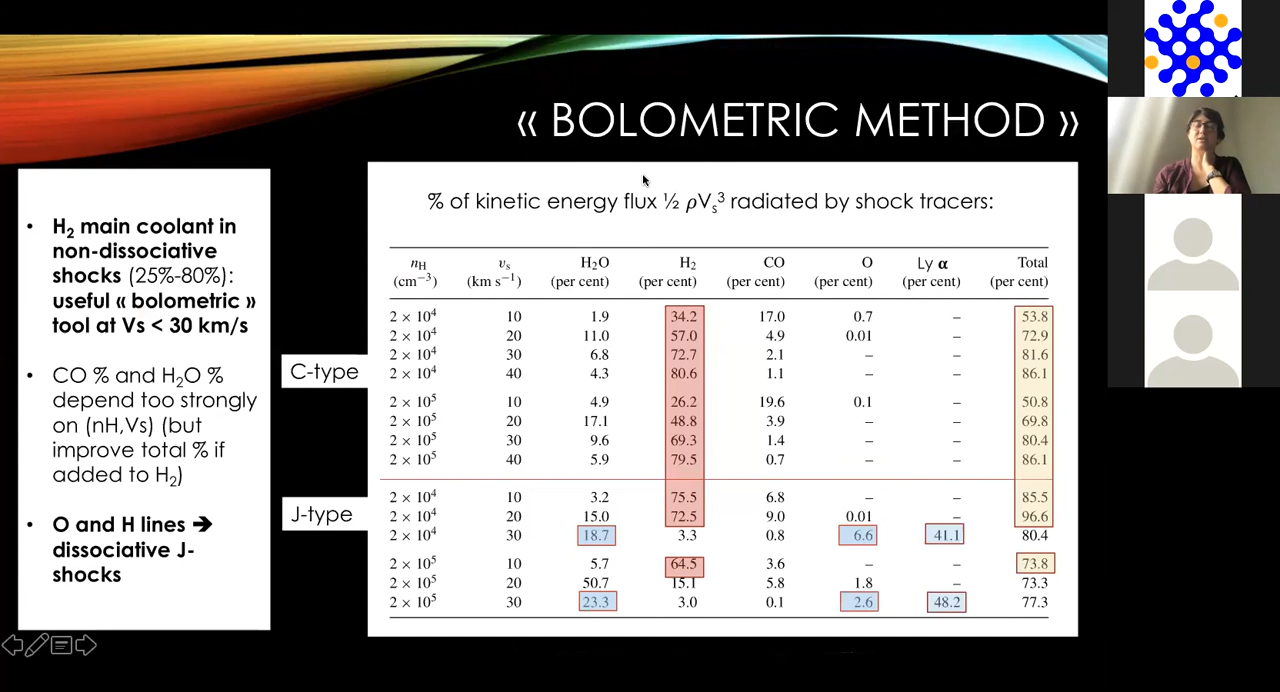 « BOLOMETRIC METHOD »
• H₂ main coolant in
non-dissociative
shocks (25%-80%):
useful « bolometric »
tool at Vs < 30 km/s
• CO % and H₂O %
depend too strongly
on (nH,Vs) (but
improve total % if
added to H₂)
• O and H lines ➔
dissociative J-
shocks
% of kinetic energy flux ½ ρVₛ³ radiated by shock tracers:
n_H υₛ H₂O H₂ CO O Ly α Total
(cm⁻³) (km s⁻¹) (per cent) (per cent) (per cent) (per cent) (per cent) (per cent)
2 × 10⁴ 10 1.9 34.2 17.0 0.7 – 53.8
2 × 10⁴ 20 11.0 57.0 4.9 0.01 – 72.9
2 × 10⁴ 30 6.8 72.7 2.1 – – 81.6
C-type
2 × 10⁴ 40 4.3 80.6 1.1 – – 86.1
2 × 10⁵ 10 4.9 26.2 19.6 0.1 – 50.8
2 × 10⁵ 20 17.1 48.8 3.9 – – 69.8
2 × 10⁵ 30 9.6 69.3 1.4 – – 80.4
2 × 10⁵ 40 5.9 79.5 0.7 – – 86.1
2 × 10⁴ 10 3.2 75.5 6.8 – – 85.5
J-type
2 × 10⁴ 20 15.0 72.5 9.0 0.01 – 96.6
2 × 10⁴ 30 18.7 3.3 0.8 6.6 41.1 80.4
2 × 10⁵ 10 5.7 64.5 3.6 – – 73.8
2 × 10⁵ 20 50.7 15.1 5.8 1.8 – 73.3
2 × 10⁵ 30 23.3 3.0 0.1 2.6 48.2 77.3